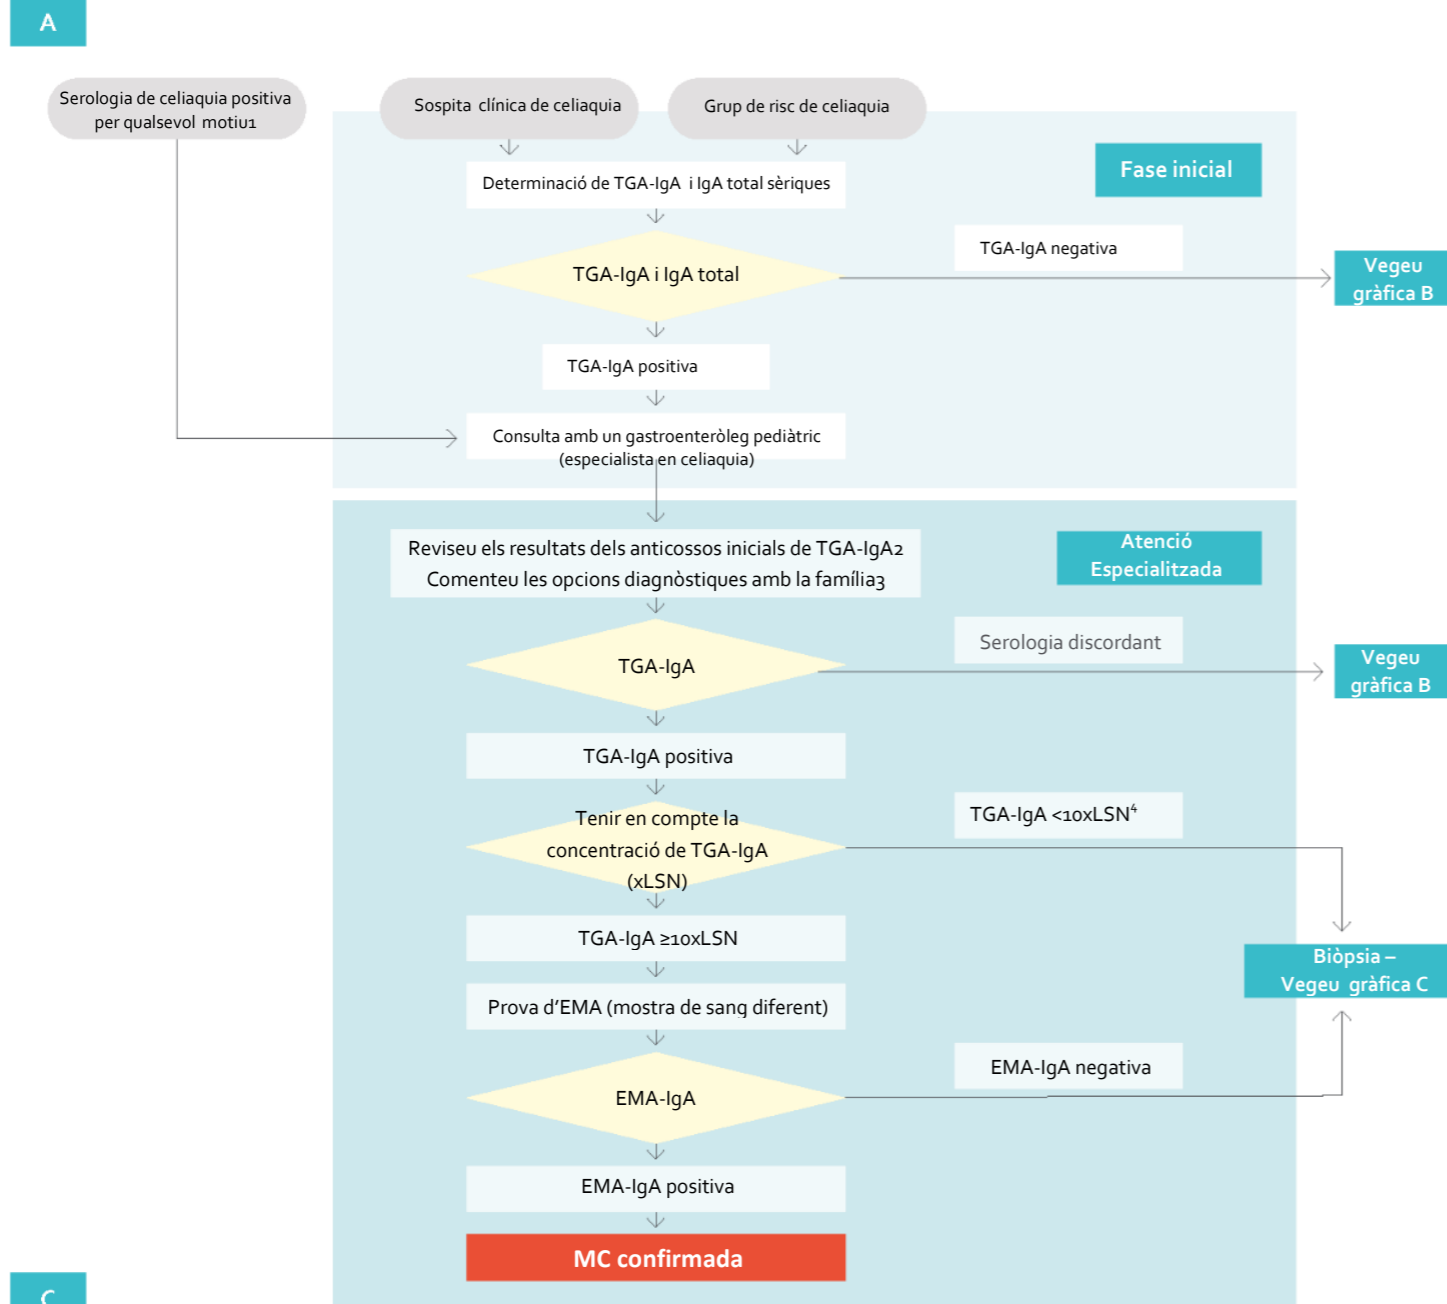 A
Serologia de celiaquia positiva
per qualsevol motiu1
Sospita clínica de celiaquia
Grup de risc de celiaquia
Fase inicial
Determinació de TGA-IgA i IgA total sèriques
TGA-IgA i IgA total
TGA-IgA negativa
Vegeu
gràfica B
TGA-IgA positiva
Consulta amb un gastroenteròleg pediàtric
(especialista en celiaquia)
Reviseu els resultats dels anticossos inicials de TGA-IgA2
Comenteu les opcions diagnòstiques amb la família3
Atenció
Especialitzada
TGA-IgA
Serologia discordant
Vegeu
gràfica B
TGA-IgA positiva
Tenir en compte la
concentració de TGA-IgA
(xLSN)
TGA-IgA <10xLSN⁴
TGA-IgA ≥10xLSN
Biòpsia –
Vegeu gràfica C
Prova d’EMA (mostra de sang diferent)
EMA-IgA
EMA-IgA negativa
EMA-IgA positiva
MC confirmada
C